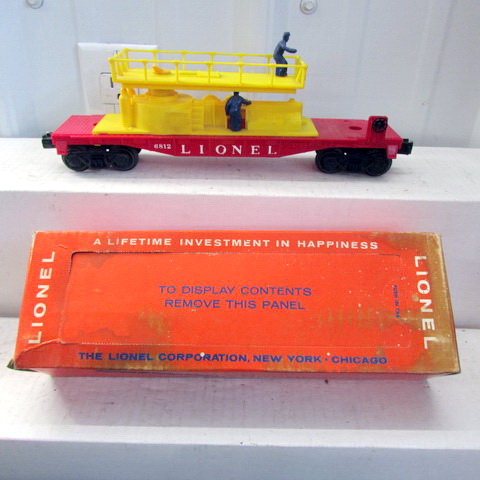 6812 LIONEL
A LIFETIME INVESTMENT IN HAPPINESS
LIONEL
TO DISPLAY CONTENTS
REMOVE THIS PANEL
LIONEL
THE LIONEL CORPORATION, NEW YORK · CHICAGO